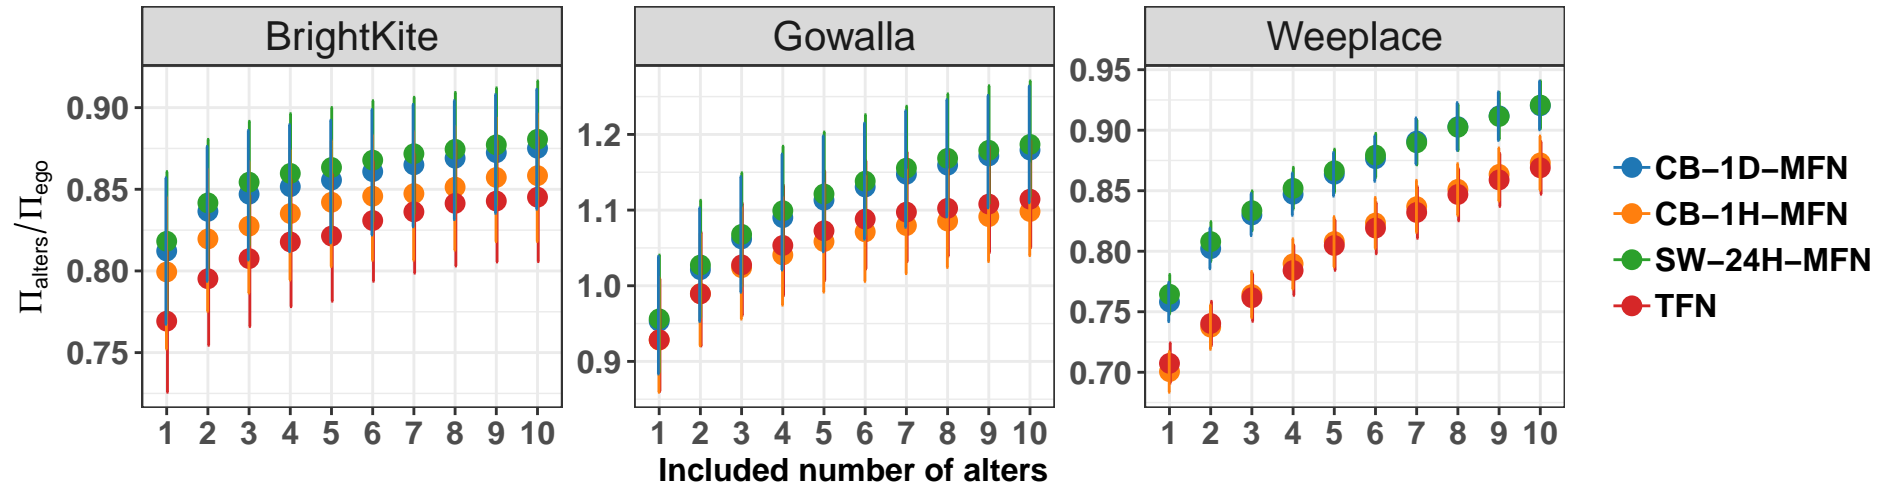 BrightKite
Gowalla
Weeplace
Πalters/Πego
0.90
0.85
0.80
0.75
1 2 3 4 5 6 7 8 9 10
1.2
1.1
1.0
0.9
1 2 3 4 5 6 7 8 9 10
0.95
0.90
0.85
0.80
0.75
0.70
1 2 3 4 5 6 7 8 9 10
Included number of alters
CB−1D−MFN
CB−1H−MFN
SW−24H−MFN
TFN